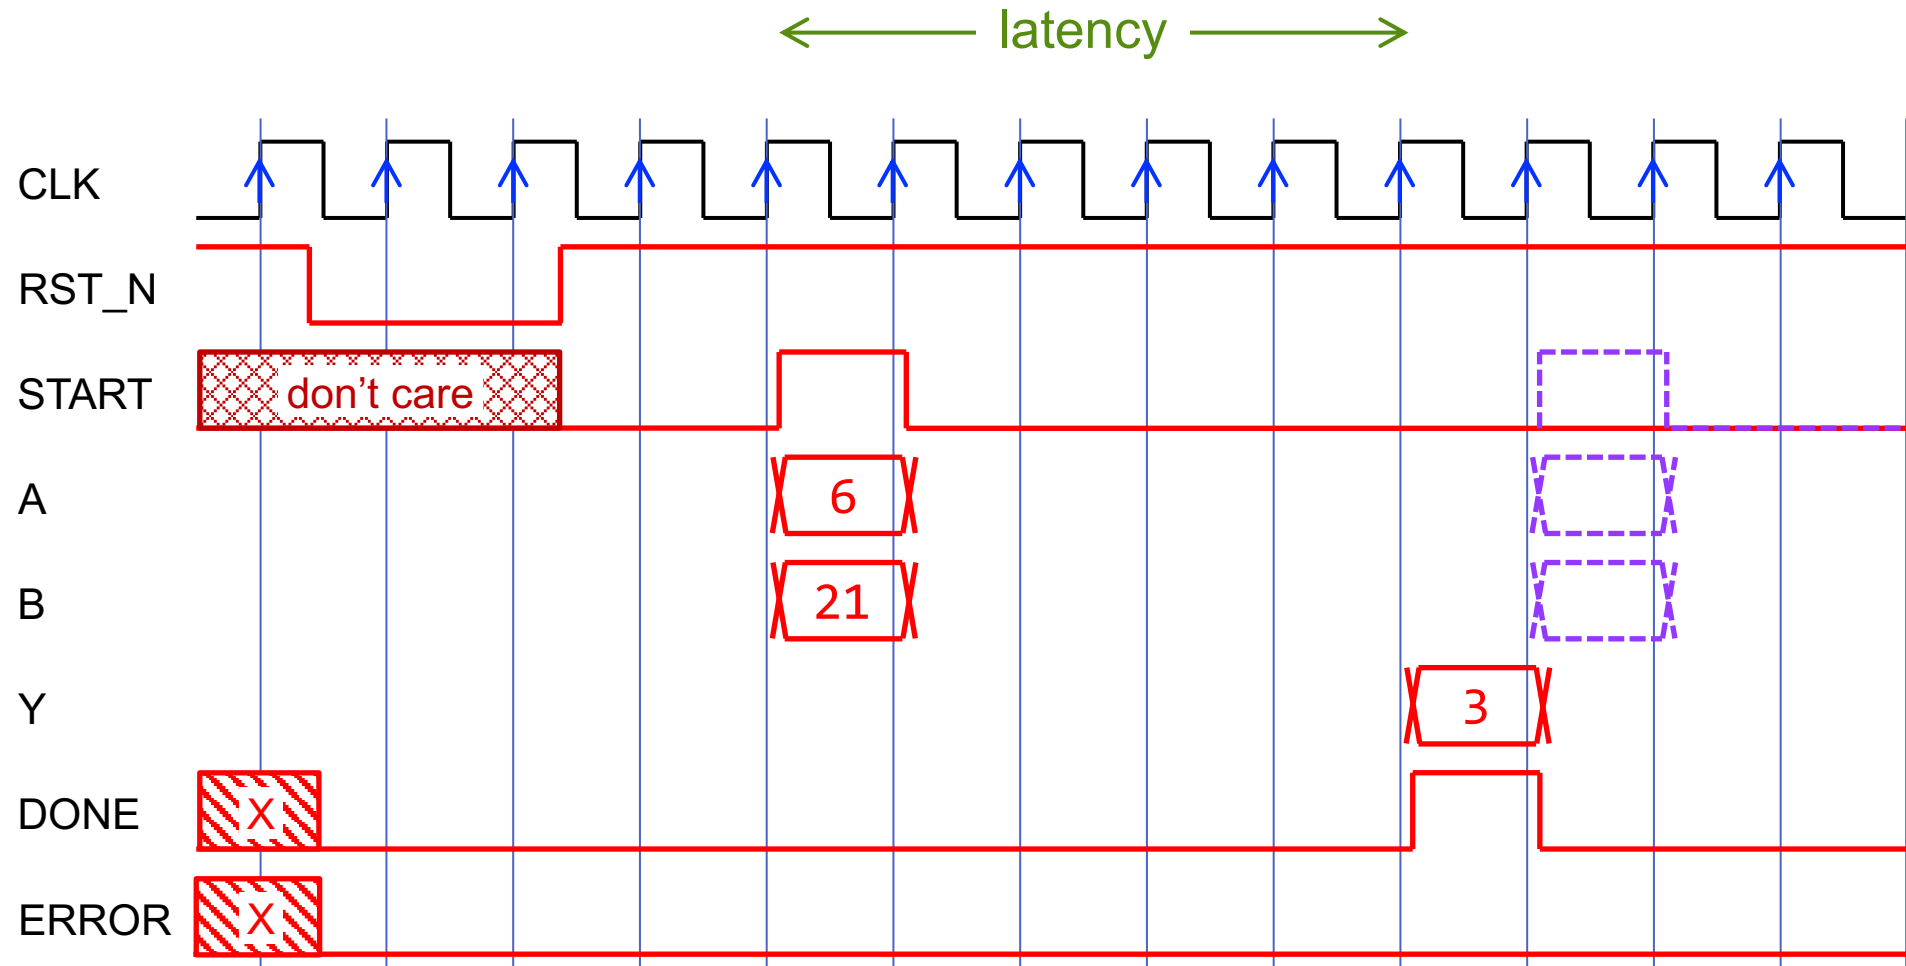 latency
CLK
RST_N
START don't care
A 6
B 21
Y 3
DONE X
ERROR X